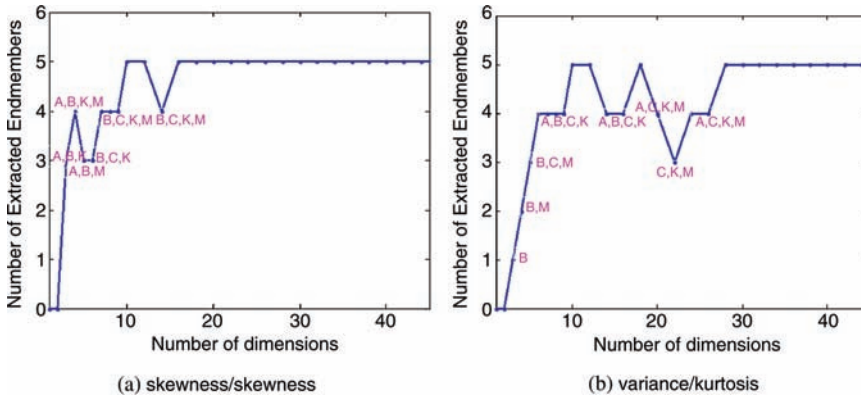 6
5
4
3
2
1
0
Number of Extracted Endmembers
A,B,K,M
B,C,K,M
B,C,K,M
A,B,K
B,C,K
A,B,M
10
20
30
40
Number of dimensions
(a) skewness/skewness
6
5
4
3
2
1
0
Number of Extracted Endmembers
A,B,C,K
A,B,C,K
A,C,K,M
A,C,K,M
B,C,M
C,K,M
B,M
B
10
20
30
40
Number of dimensions
(b) variance/kurtosis